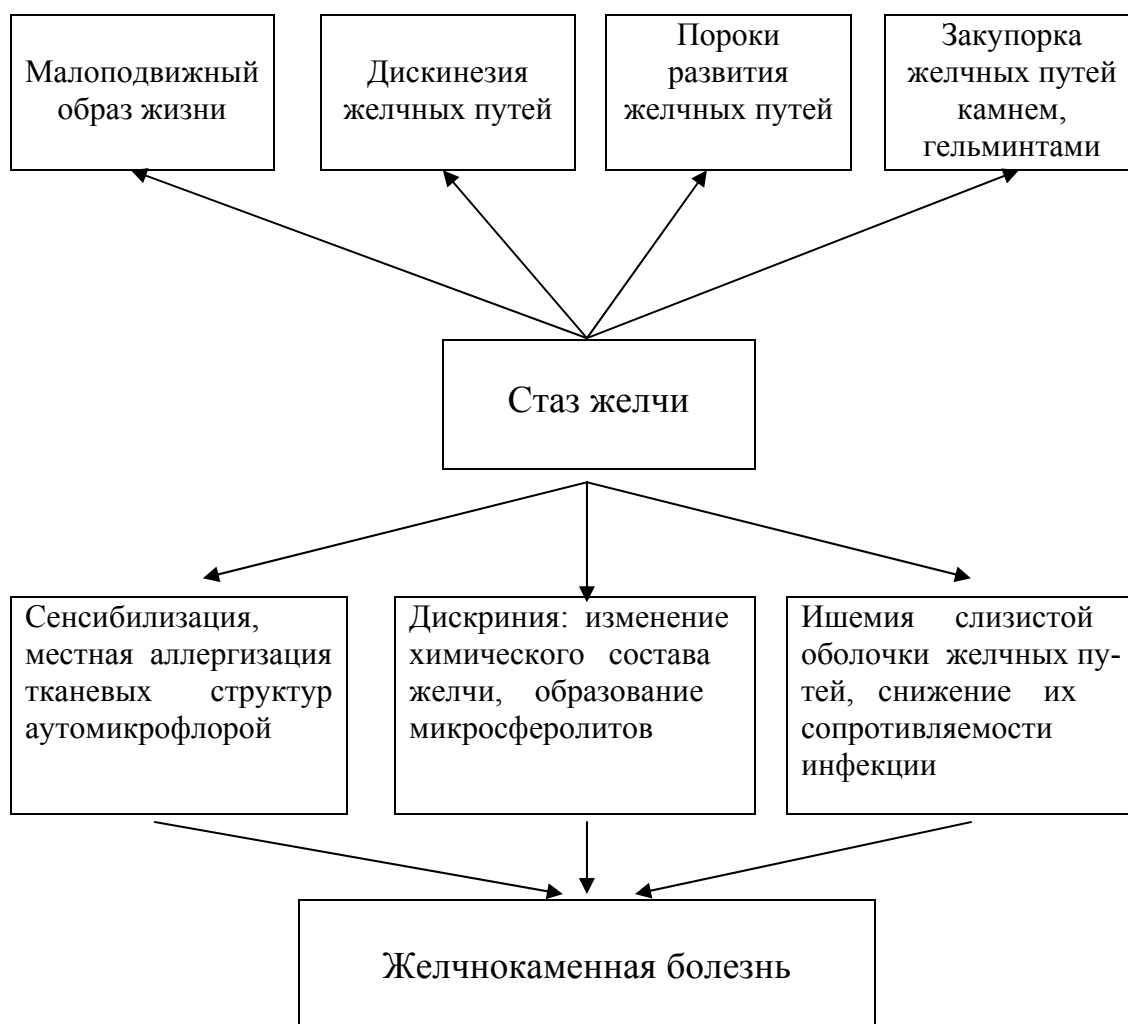 Малоподвижный
образ жизни
Дискинезия
желчных путей
Пороки
развития
желчных путей
Закупорка
желчных путей
камнем,
гельминтами
Стаз желчи
Сенсибилизация,
местная аллергизация
тканевых структур
аутомикрофлорой
Дискриния: изменение
химического состава
желчи, образование
микросферолитов
Ишемия слизистой
оболочки желчных пу-
тей, снижение их
сопротивляемости
инфекции
Желчнокаменная болезнь